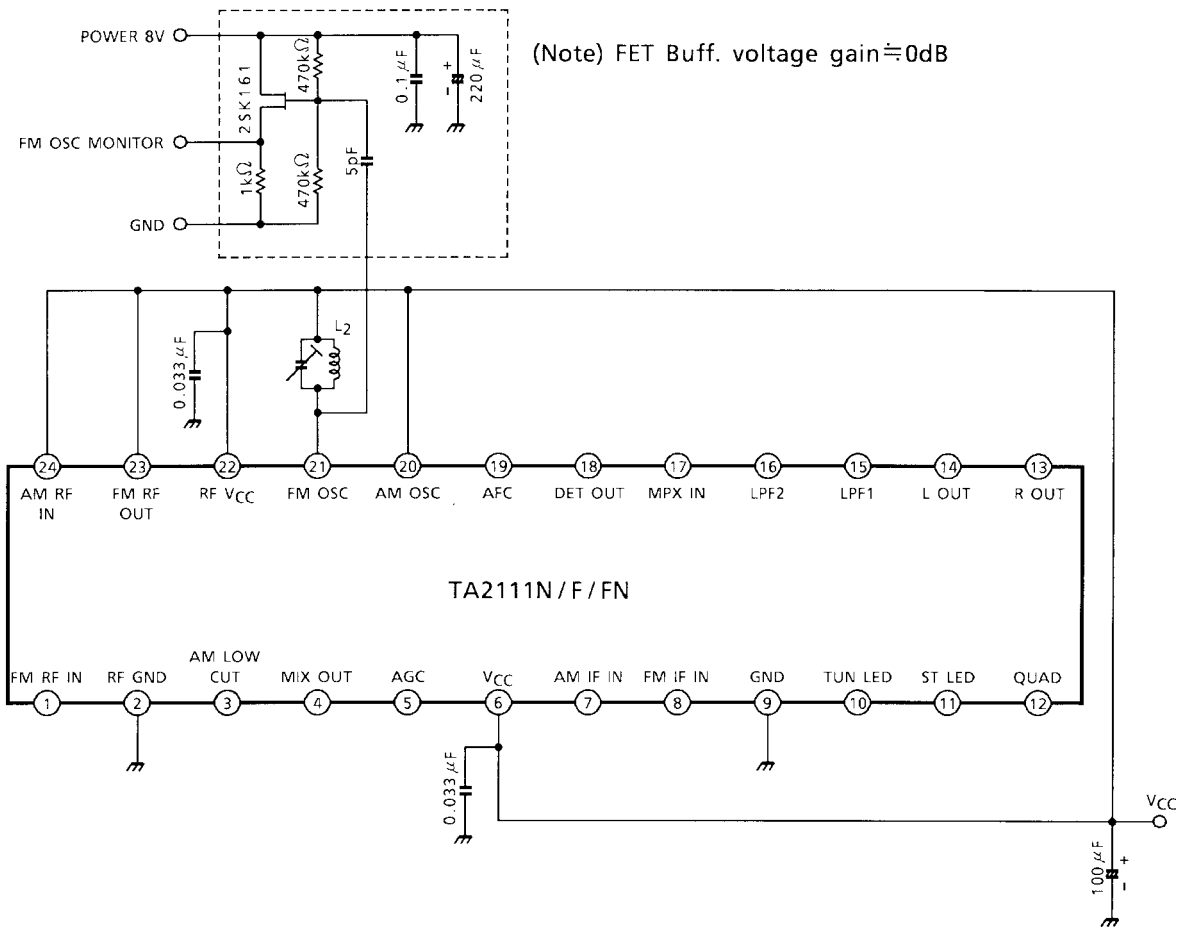 POWER 8V
(Note) FET Buff. voltage gain≒0dB
2SK161
470kΩ
0.1μF
- +
220μF
FM OSC MONITOR
1kΩ
470kΩ
5pF
GND
L2
0.033μF
24 23 22 21 20 19 18 17 16 15 14 13
AM RF IN
FM RF OUT
RF VCC
FM OSC
AM OSC
AFC
DET OUT
MPX IN
LPF2
LPF1
L OUT
R OUT
TA2111N/F/FN
FM RF IN
RF GND
AM LOW CUT
MIX OUT
AGC
VCC
AM IF IN
FM IF IN
GND
TUN LED
ST LED
QUAD
1 2 3 4 5 6 7 8 9 10 11 12
0.033μF
VCC
100μF
+
-